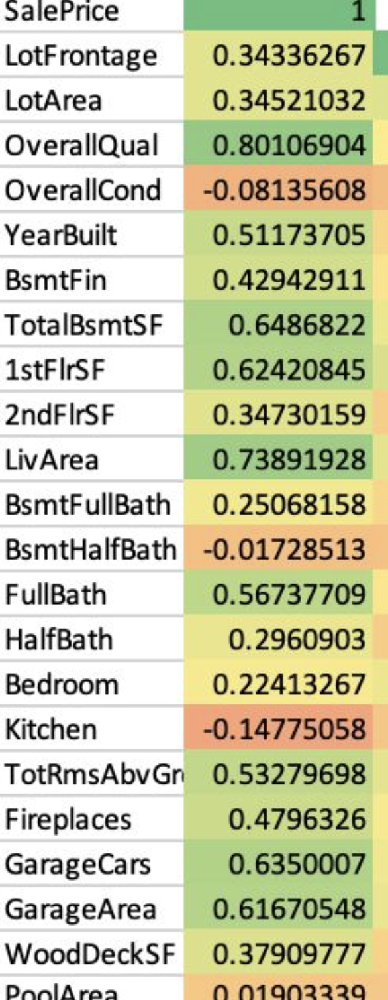 SalePrice 1
LotFrontage 0.34336267
LotArea 0.34521032
OverallQual 0.80106904
OverallCond -0.08135608
YearBuilt 0.51173705
BsmtFin 0.42942911
TotalBsmtSF 0.6486822
1stFlrSF 0.62420845
2ndFlrSF 0.34730159
LivArea 0.73891928
BsmtFullBath 0.25068158
BsmtHalfBath -0.01728513
FullBath 0.56737709
HalfBath 0.2960903
Bedroom 0.22413267
Kitchen -0.14775058
TotRmsAbvGr 0.53279698
Fireplaces 0.4796326
GarageCars 0.6350007
GarageArea 0.61670548
WoodDeckSF 0.37909777
PoolArea 0.01903339